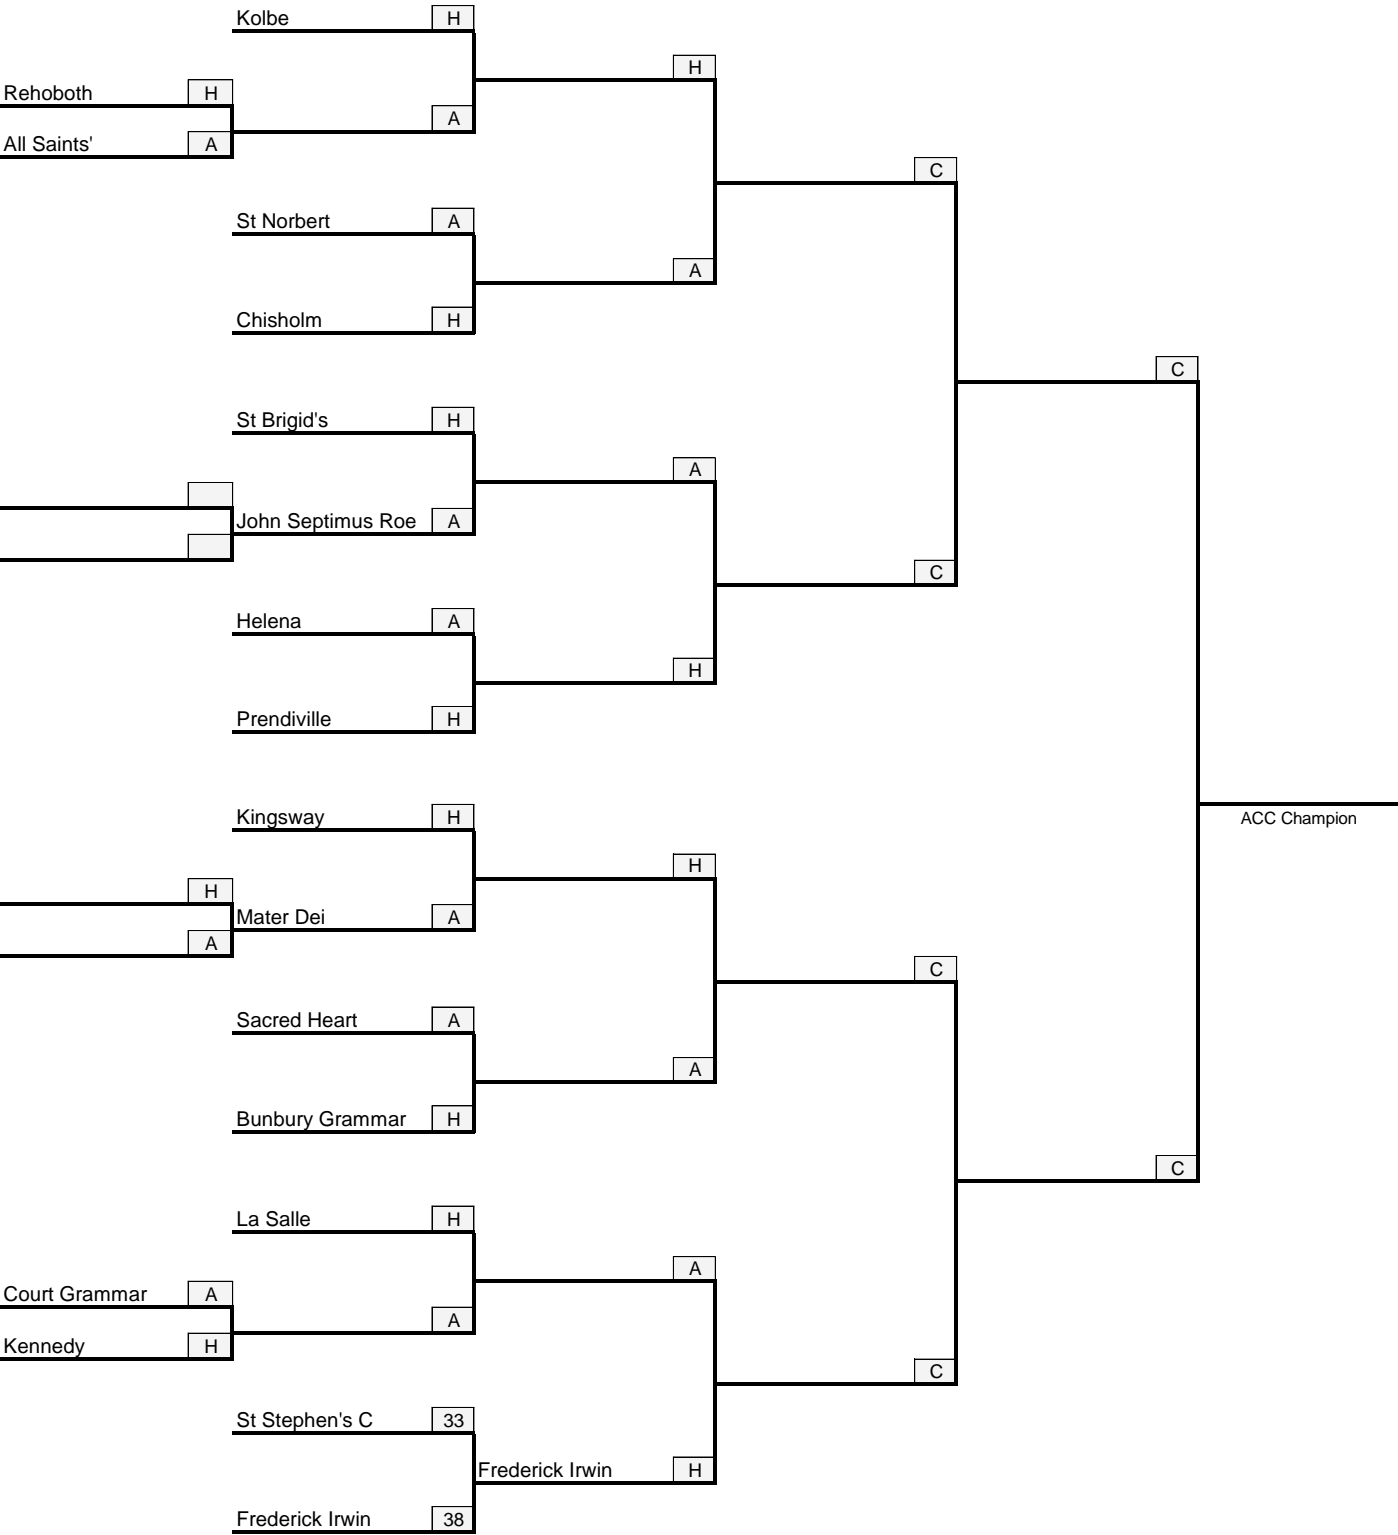 Kolbe H
H
Rehoboth H
A
All Saints' A
C
St Norbert A
A
Chisholm H
C
St Brigid's H
A
John Septimus Roe A
C
Helena A
H
Prendiville H
Kingsway H
ACC Champion
H
H
Mater Dei A
A
C
Sacred Heart A
A
Bunbury Grammar H
C
La Salle H
A
Court Grammar A
A
Kennedy H
C
St Stephen's C 33
Frederick Irwin H
Frederick Irwin 38